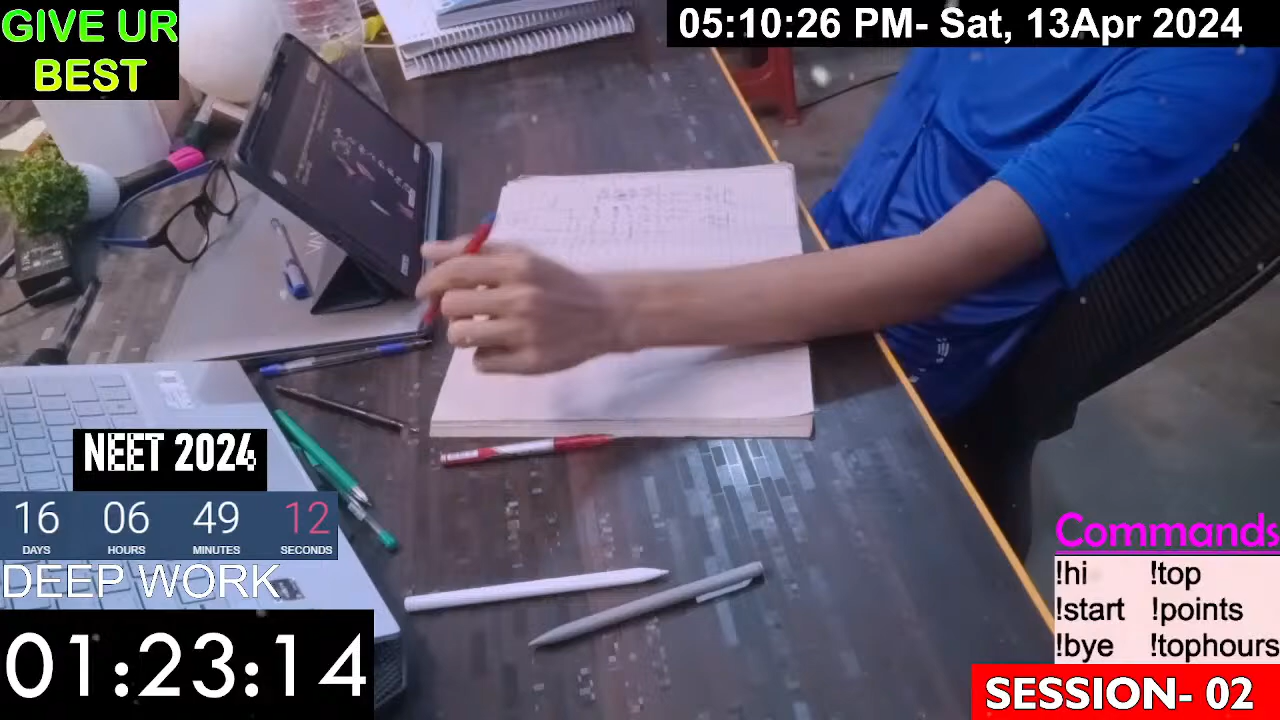 GIVE UR
BEST
05:10:26 PM- Sat, 13Apr 2024
NEET 2024
16 06 49 12
DAYS HOURS MINUTES SECONDS
DEEP WORK
01:23:14
Commands
!hi !top
!start !points
!bye !tophours
SESSION- 02